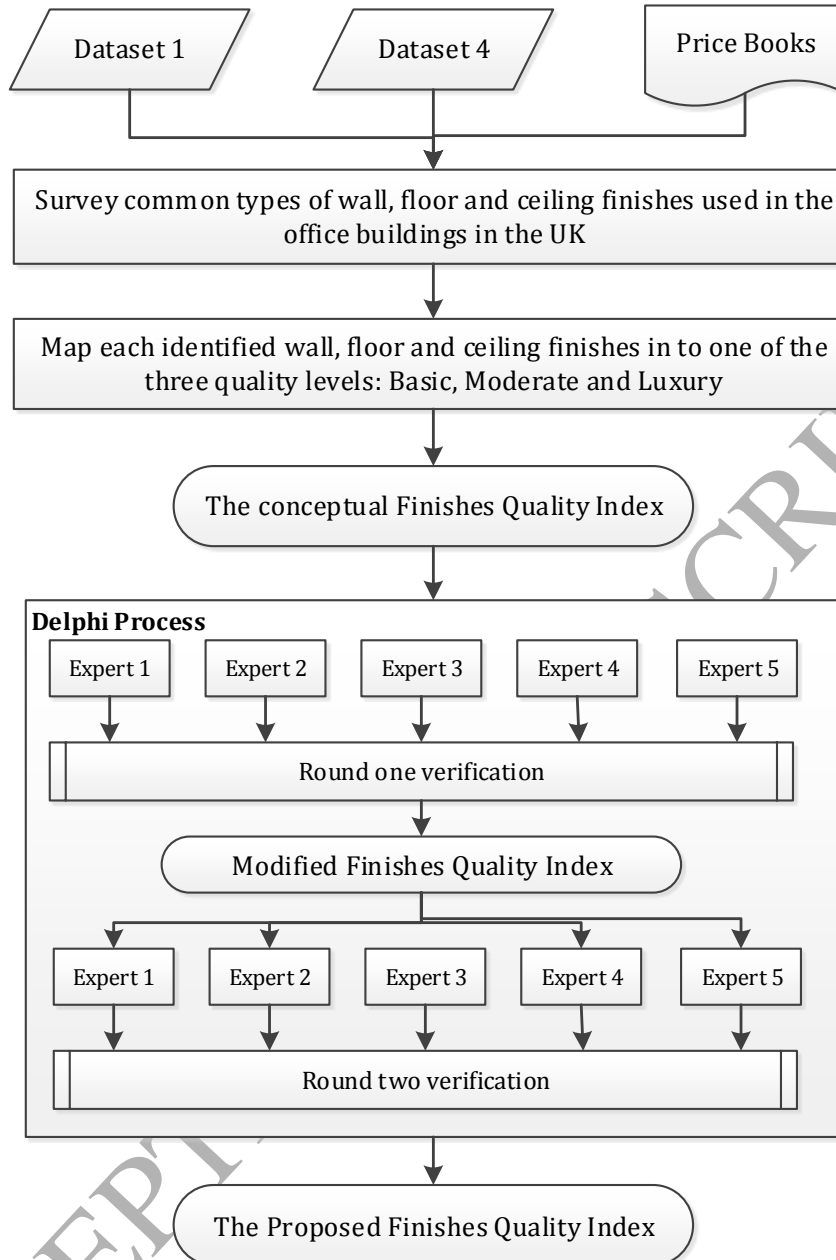 Dataset 1
Dataset 4
Price Books
Survey common types of wall, floor and ceiling finishes used in the
office buildings in the UK
Map each identified wall, floor and ceiling finishes in to one of the
three quality levels: Basic, Moderate and Luxury
The conceptual Finishes Quality Index
Delphi Process
Expert 1
Expert 2
Expert 3
Expert 4
Expert 5
Round one verification
Modified Finishes Quality Index
Expert 1
Expert 2
Expert 3
Expert 4
Expert 5
Round two verification
The Proposed Finishes Quality Index